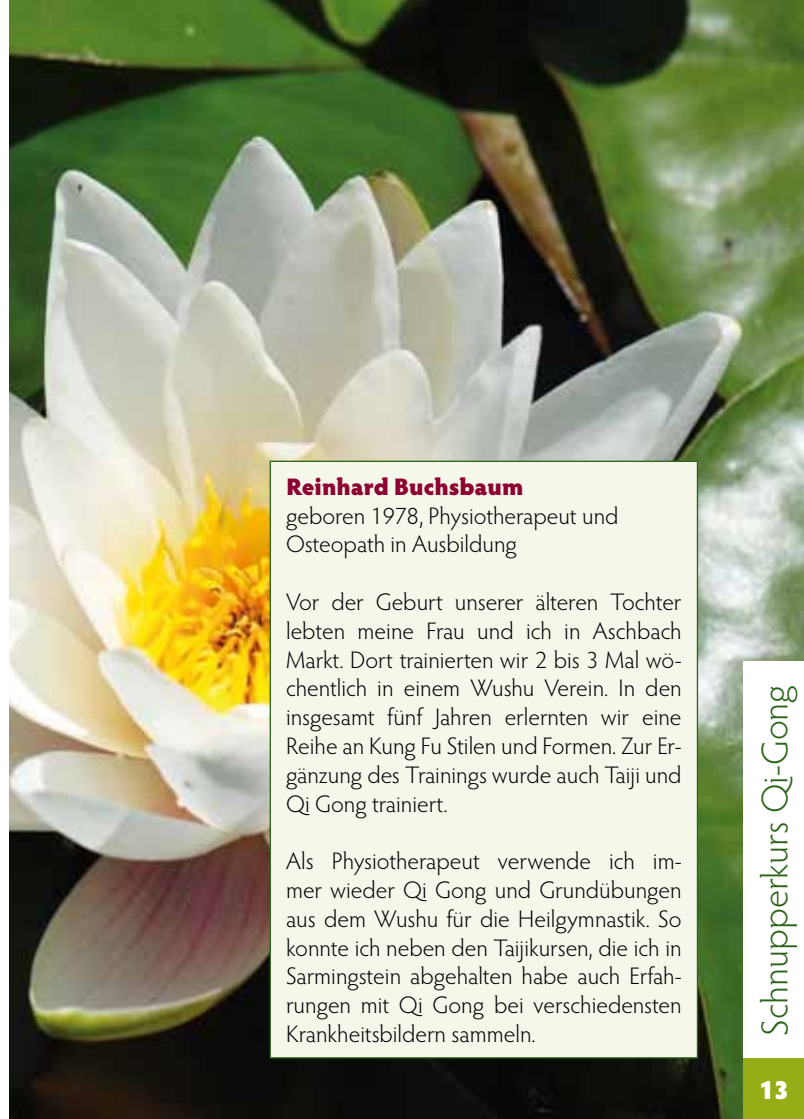 Reinhard Buchsbaum
geboren 1978, Physiotherapeut und
Osteopath in Ausbildung
Vor der Geburt unserer älteren Tochter
lebten meine Frau und ich in Aschbach
Markt. Dort trainierten wir 2 bis 3 Mal wö-
chentlich in einem Wushu Verein. In den
insgesamt fünf Jahren erlernten wir eine
Reihe an Kung Fu Stilen und Formen. Zur Er-
gänzung des Trainings wurde auch Taiji und
Qi Gong trainiert.
Als Physiotherapeut verwende ich im-
mer wieder Qi Gong und Grundübungen
aus dem Wushu für die Heilgymnastik. So
konnte ich neben den Taijikursen, die ich in
Sarmingstein abgehalten habe auch Erfah-
rungen mit Qi Gong bei verschiedensten
Krankheitsbildern sammeln.
Schnupperkurs Qi-Gong
13